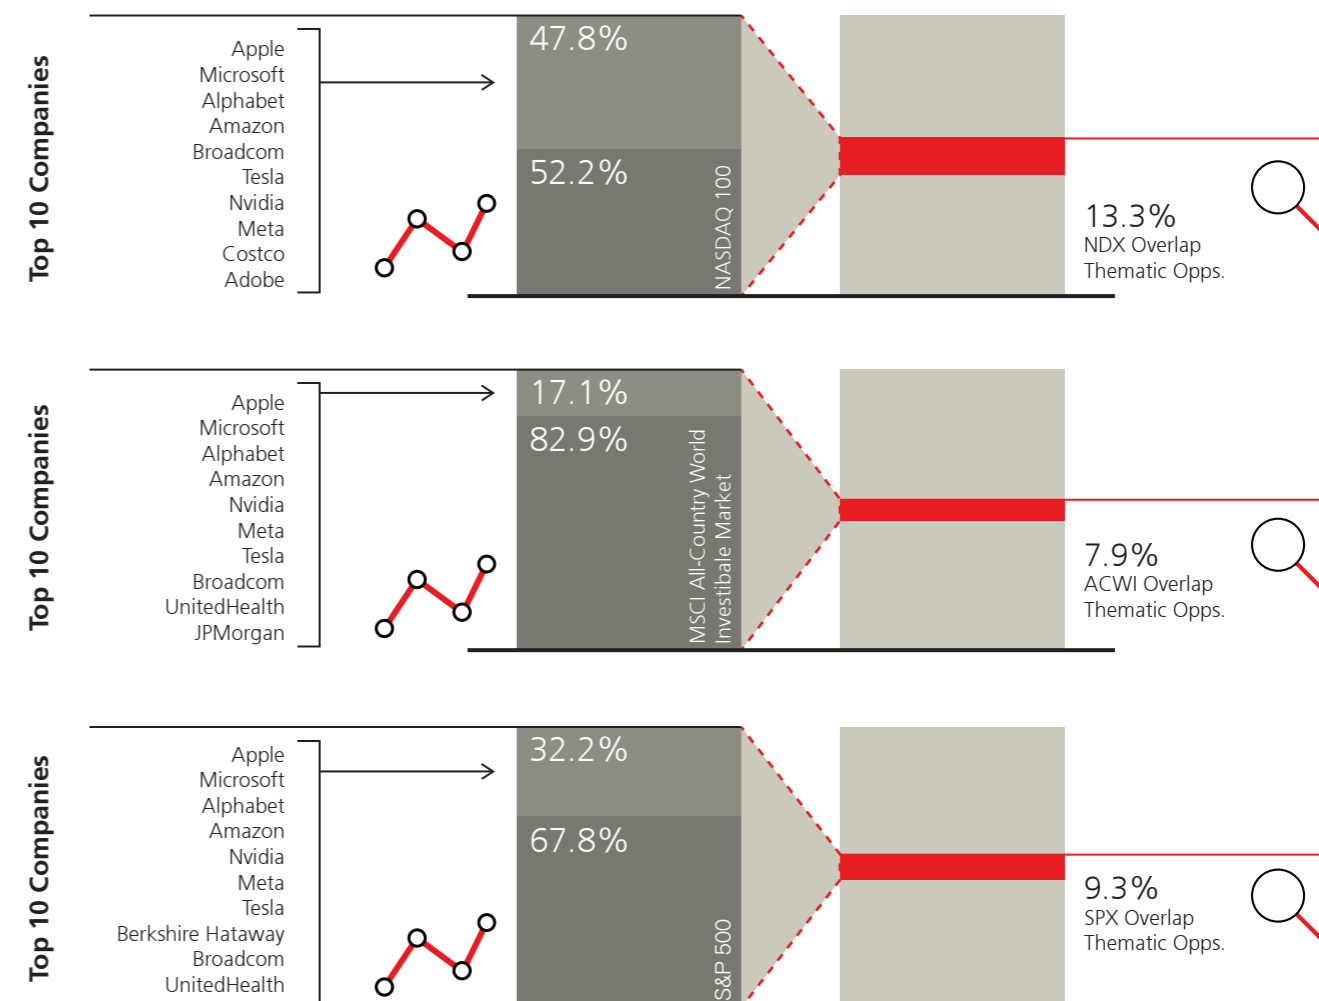 Top 10 Companies
Apple
Microsoft
Alphabet
Amazon
Broadcom
Tesla
Nvidia
Meta
Costco
Adobe
47.8%
52.2%
NASDAQ 100
13.3%
NDX Overlap
Thematic Opps.
Top 10 Companies
Apple
Microsoft
Alphabet
Amazon
Nvidia
Meta
Tesla
Broadcom
UnitedHealth
JPMorgan
17.1%
82.9%
MSCI All-Country World
Investibale Market
7.9%
ACWI Overlap
Thematic Opps.
Top 10 Companies
Apple
Microsoft
Alphabet
Amazon
Nvidia
Meta
Tesla
Berkshire Hataway
Broadcom
UnitedHealth
32.2%
67.8%
S&P 500
9.3%
SPX Overlap
Thematic Opps.